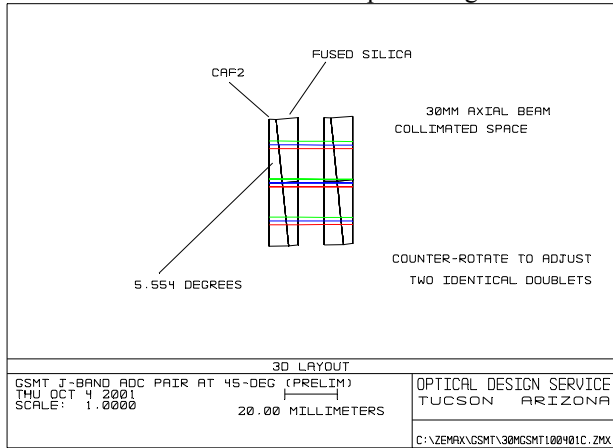 FUSED SILICA
CAF2
30MM AXIAL BEAM
COLLIMATED SPACE
COUNTER-ROTATE TO ADJUST
TWO IDENTICAL DOUBLETS
5.554 DEGREES
3D LAYOUT
GSMT J-BAND ADC PAIR AT 45-DEG (PRELIM)
THU OCT 4 2001
SCALE: 1.0000
20.00 MILLIMETERS
OPTICAL DESIGN SERVICE
TUCSON ARIZONA
C:\ZEMAX\GSMT\30MGSMT100401C.ZMX